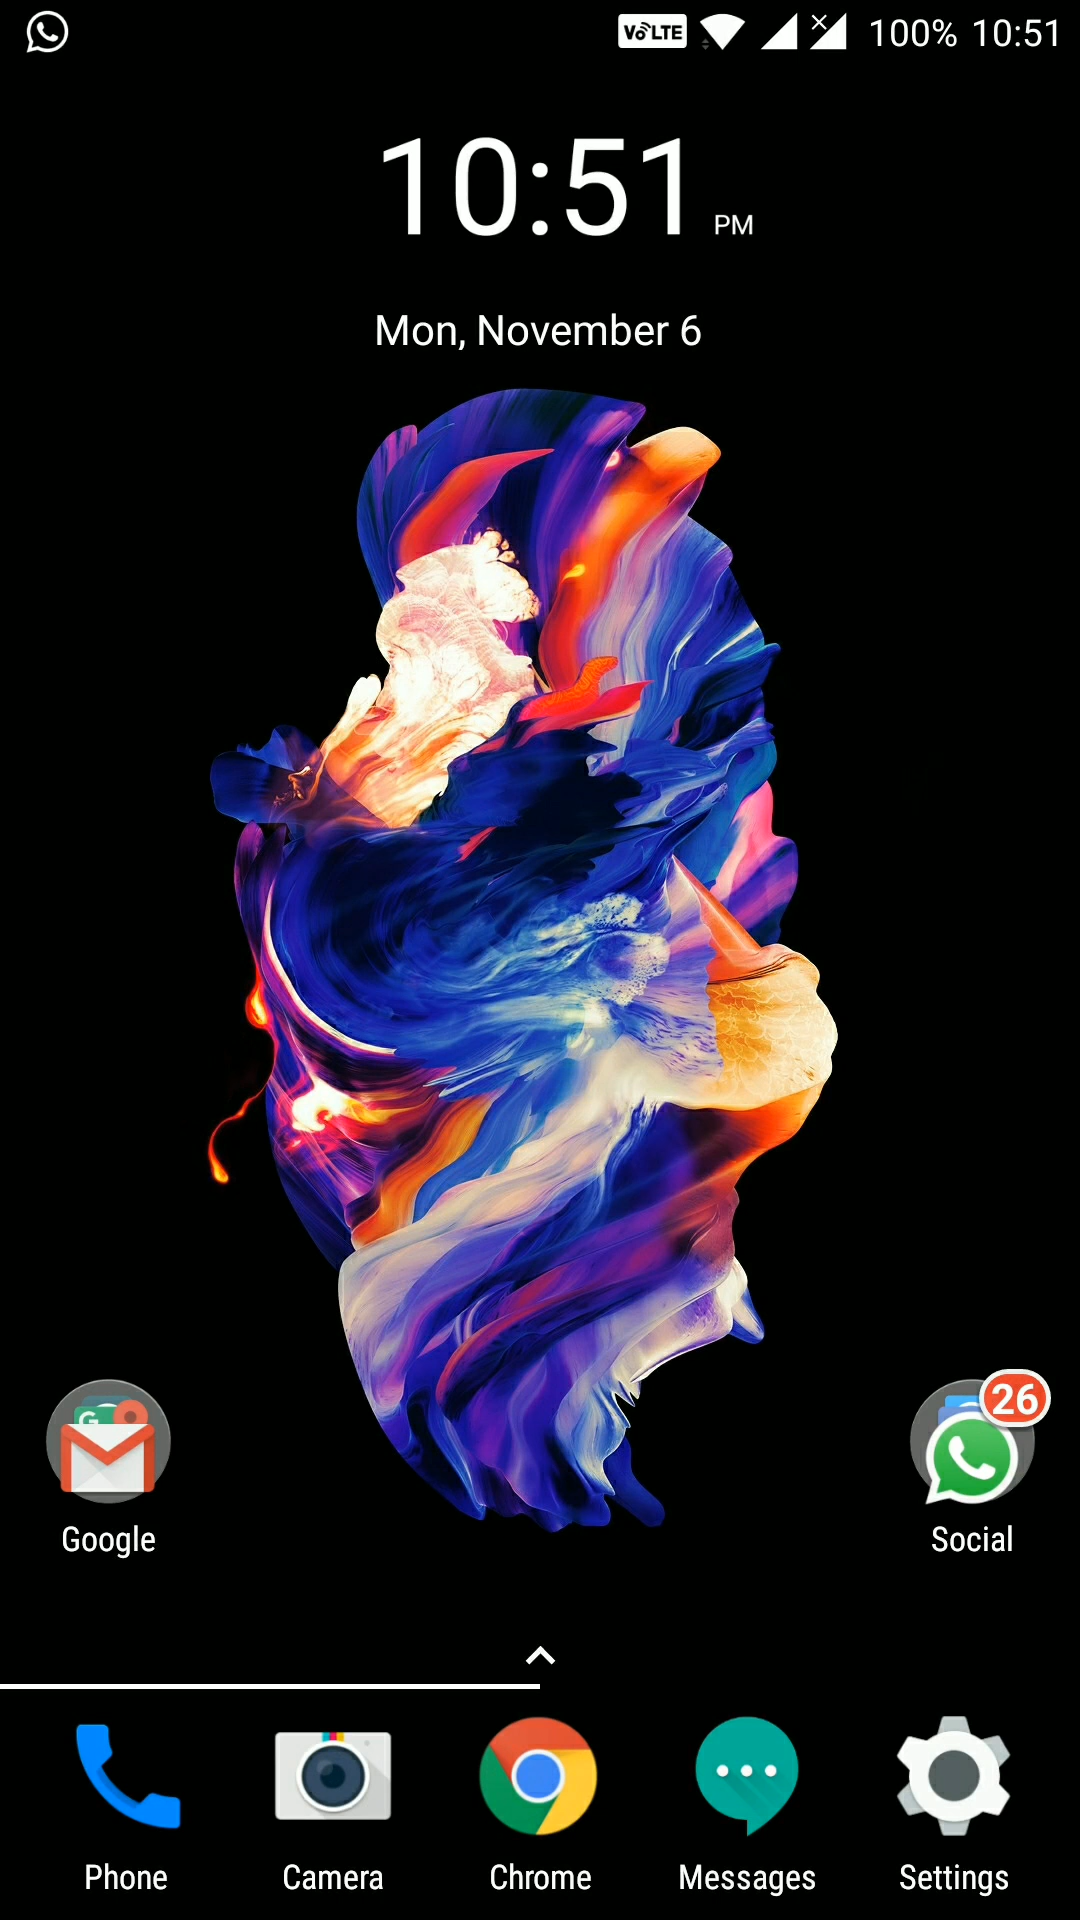 VoLTE 100% 10:51
10:51 PM
Mon, November 6
G
26
Google
Social
Phone
Camera
Chrome
Messages
Settings